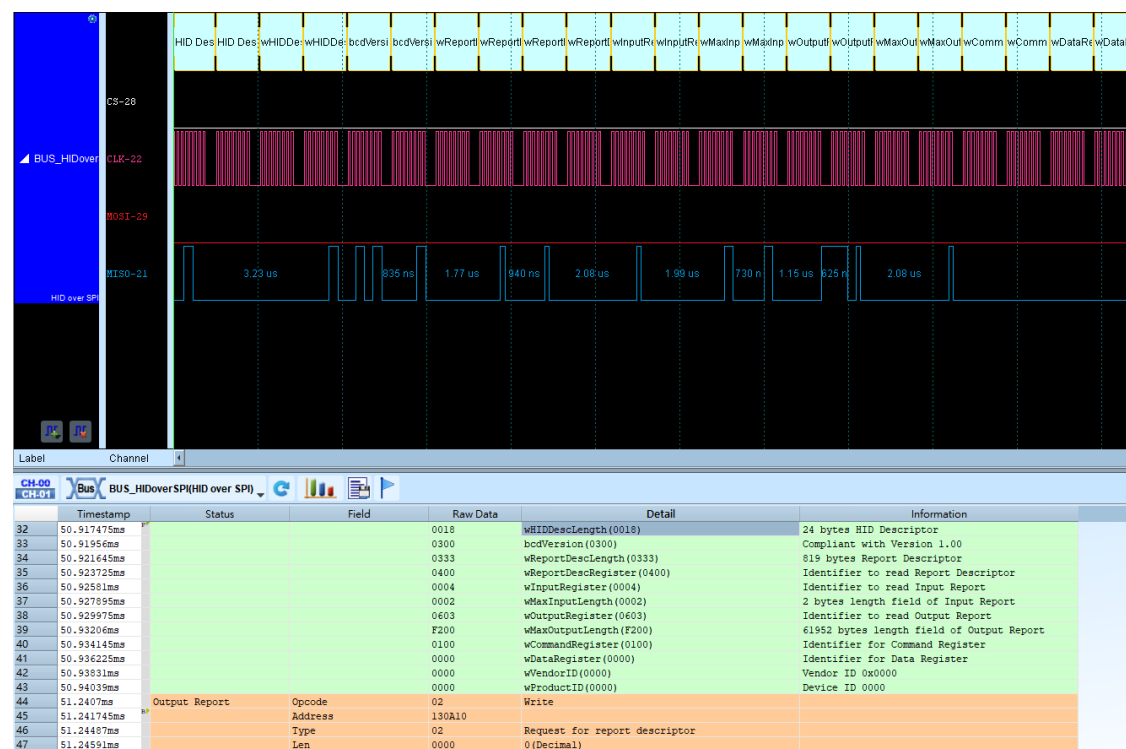 HID Des HID Des wHIDDe: wHIDDe: bcdVersi bcdVersi wReportl wReportl wReportl wReportl wInputRe wInputRe wMaxInp wMaxInp wOutputf wOutputf wMaxOut wMaxOut wComm wComm wDataRe wDatal
CS-28
BUS_HIDover CLK-22
MOSI-29
MISO-21 3.23 us 835 ns 1.77 us 940 ns 2.08 us 1.99 us 730 n 1.15 us 625 n 2.08 us
HID over SPI
Label Channel
CH-00
CH-01 Bus BUS_HIDoverSPI(HID over SPI)
Timestamp Status Field Raw Data Detail Information
32 50.917475ms 0018 wHIDDescLength(0018) 24 bytes HID Descriptor
33 50.91956ms 0300 bcdVersion(0300) Compliant with Version 1.00
34 50.921645ms 0333 wReportDescLength(0333) 819 bytes Report Descriptor
35 50.923725ms 0400 wReportDescRegister(0400) Identifier to read Report Descriptor
36 50.92581ms 0004 wInputRegister(0004) Identifier to read Input Report
37 50.927895ms 0002 wMaxInputLength(0002) 2 bytes length field of Input Report
38 50.929975ms 0603 wOutputRegister(0603) Identifier to read Output Report
39 50.93206ms F200 wMaxOutputLength(F200) 61952 bytes length field of Output Report
40 50.934145ms 0100 wCommandRegister(0100) Identifier for Command Register
41 50.936225ms 0000 wDataRegister(0000) Identifier for Data Register
42 50.93831ms 0000 wVendorID(0000) Vendor ID 0x0000
43 50.94039ms 0000 wProductID(0000) Device ID 0000
44 51.2407ms Output Report Opcode 02 Write
45 51.241745ms Address 130A10
46 51.24487ms Type 02 Request for report descriptor
47 51.24591ms Len 0000 0(Decimal)